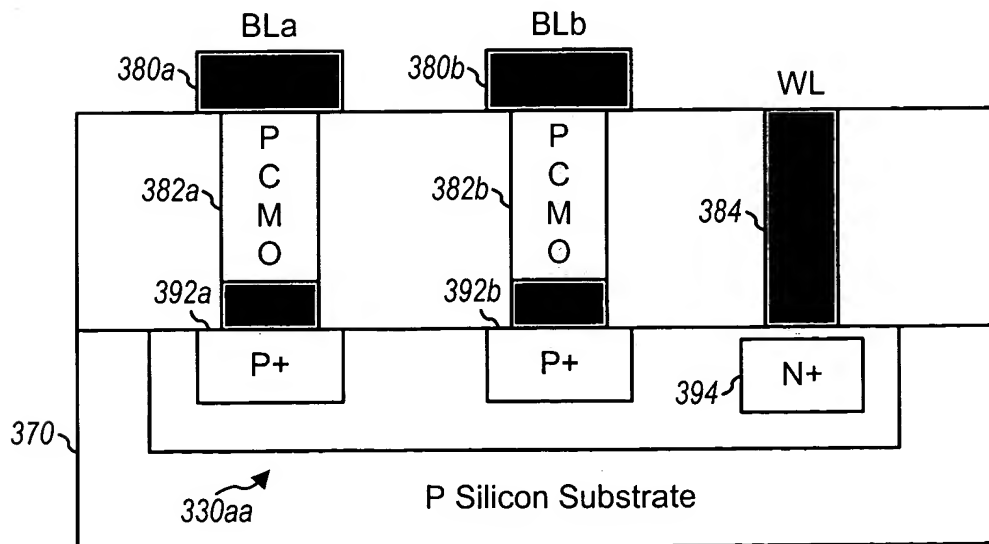 BLa
BLb
380a
380b
WL
P
C
M
O
P
C
M
O
382a
382b
384
392a
392b
P+
P+
N+
394
370
330aa
P Silicon Substrate